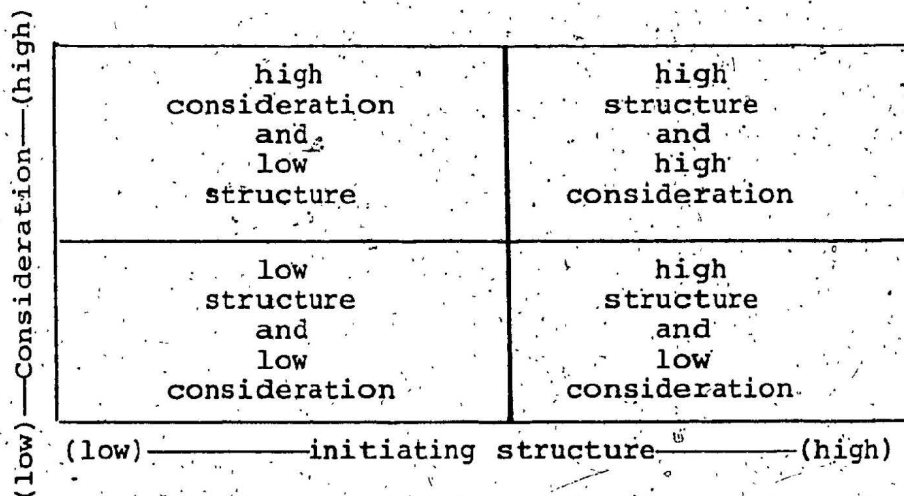 (low)——Consideration——(high)
high
consideration
and
low
structure
high
structure
and
high
consideration
low
structure
and
low
consideration
high
structure
and
low
consideration
(low)————initiating structure————(high)